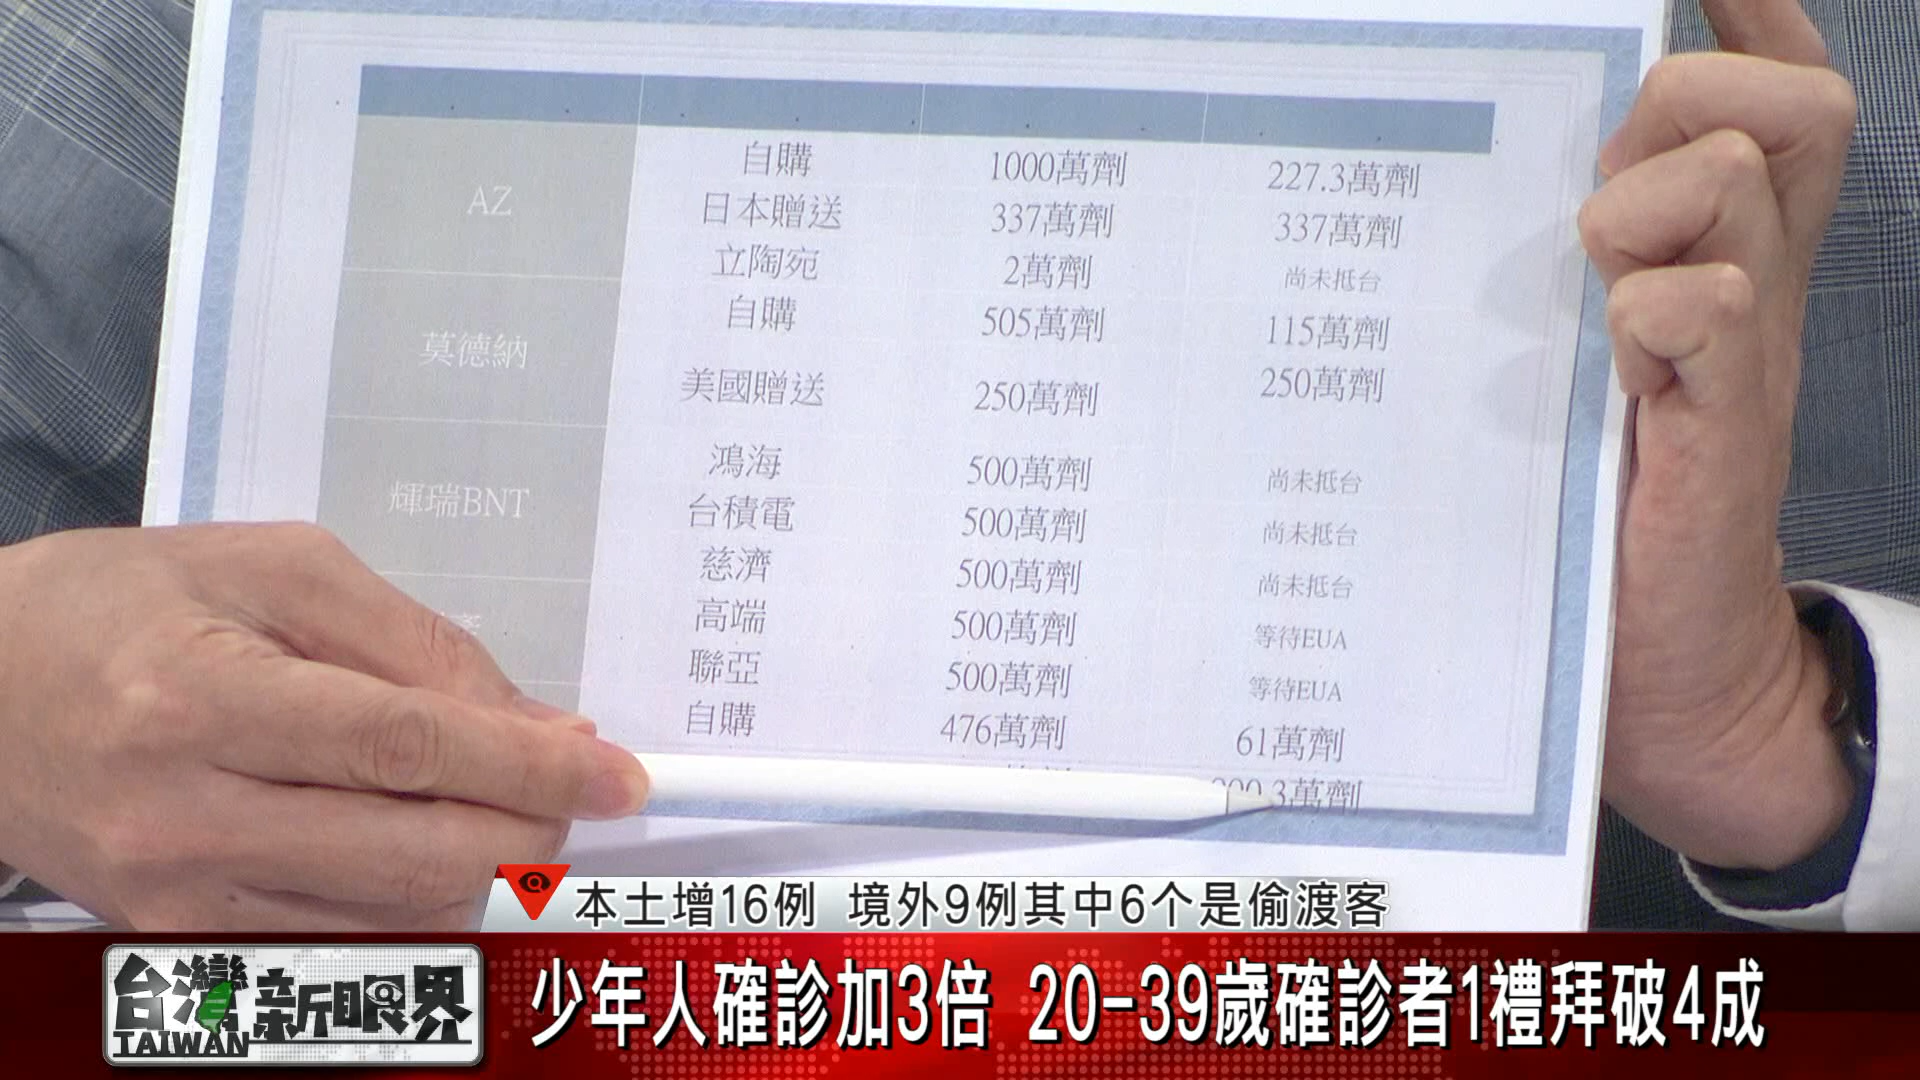 AZ
自購 1000萬劑 227.3萬劑
日本贈送 337萬劑 337萬劑
立陶宛 2萬劑 尚未抵台
莫德納
自購 505萬劑 115萬劑
美國贈送 250萬劑 250萬劑
輝瑞BNT
鴻海 500萬劑 尚未抵台
台積電 500萬劑 尚未抵台
慈濟 500萬劑 尚未抵台
高端 500萬劑 等待EUA
聯亞 500萬劑 等待EUA
自購 476萬劑 61萬劑
3萬劑
本土增16例 境外9例其中6个是偷渡客
台灣新眼界
TAIWAN
少年人確診加3倍 20-39歲確診者1禮拜破4成